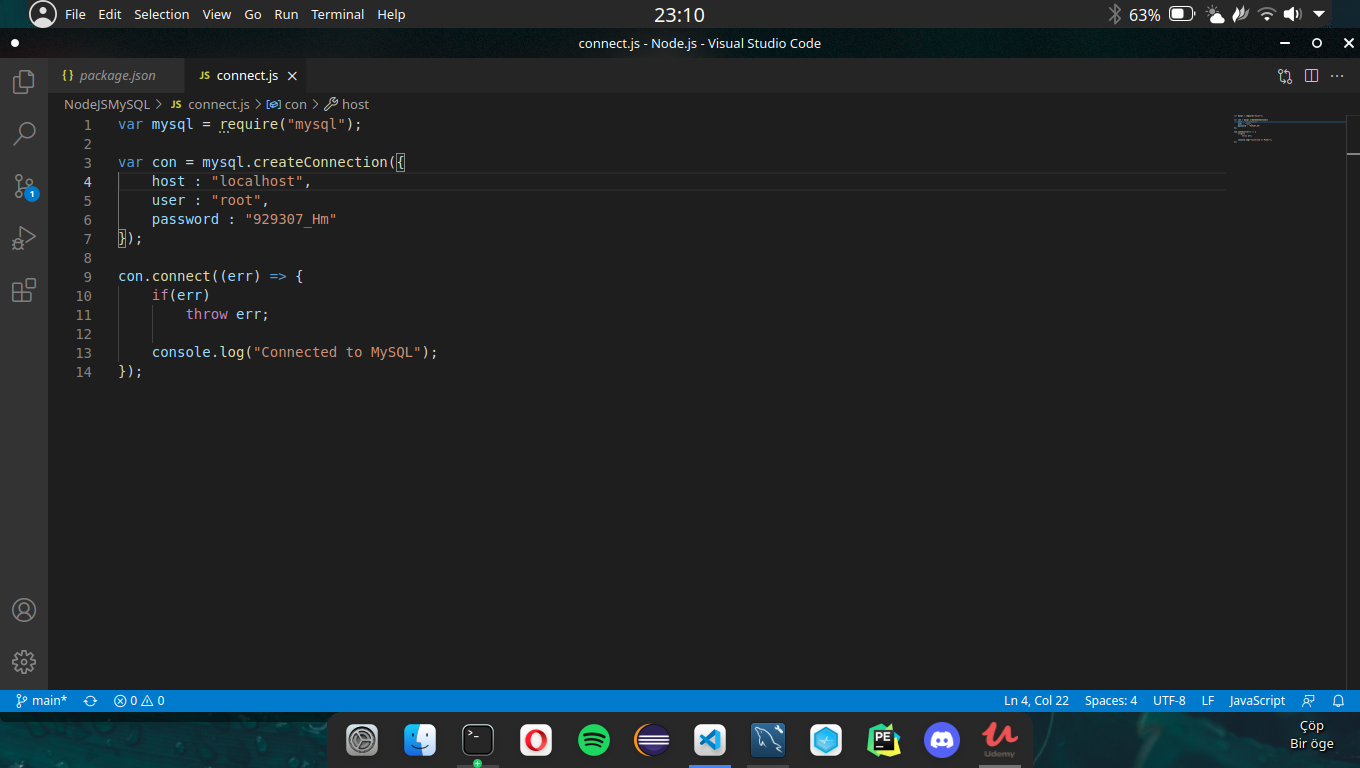 File Edit Selection View Go Run Terminal Help 23:10 63%
connect.js - Node.js - Visual Studio Code
{} package.json JS connect.js
NodeJSMySQL > JS connect.js > con > host
1 var mysql = require("mysql");
2
3 var con = mysql.createConnection({
4 host : "localhost",
5 user : "root",
6 password : "929307_Hm"
7 });
8
9 con.connect((err) => {
10 if(err)
11 throw err;
12
13 console.log("Connected to MySQL");
14 });
1
main* 0 0 Ln 4, Col 22 Spaces: 4 UTF-8 LF JavaScript
>_
PE
Udemy
Çöp
Bir öge